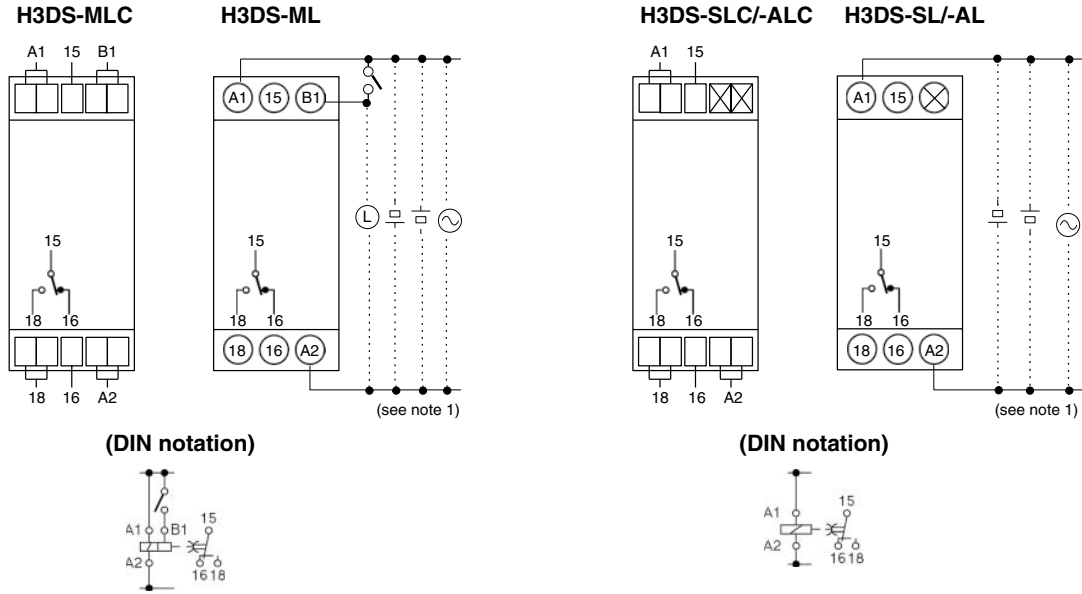 H3DS-MLC H3DS-ML H3DS-SLC/-ALC H3DS-SL/-AL
A1 15 B1 A1 15
A1 15 B1 A1 15
L
15 15 15 15
18 16 18 16 18 16 18 16
18 16 A2 18 16 A2
18 16 A2 18 16 A2
(see note 1) (see note 1)
(DIN notation) (DIN notation)
A1 B1 15 A1 15
A2 16 18 A2 16 18